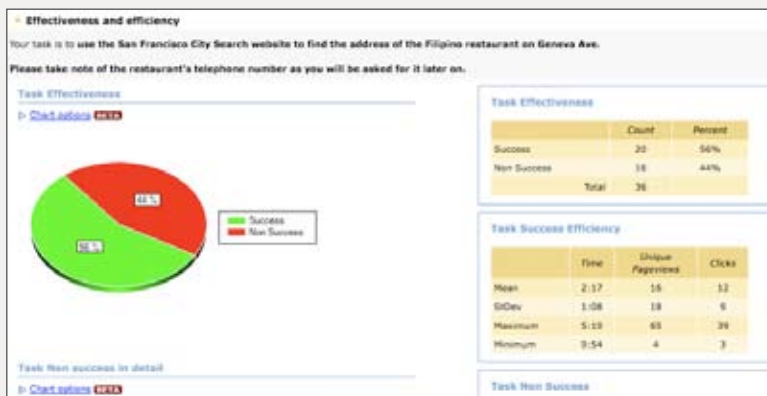 Effectiveness and efficiency
Your task is to use the San Francisco City Search website to find the address of the Filipino restaurant on Geneva Ave.
Please take note of the restaurant's telephone number as you will be asked for it later on.
Task Effectiveness
Chart options BETA
44 %
56 %
Success
Non Success
Task Non success in detail
Chart options BETA
Task Effectiveness
Count Percent
Success 20 56%
Non Success 16 44%
Total 36
Task Success Efficiency
Time Unique Pageviews Clicks
Mean 2:17 16 12
StDev 1:08 18 9
Maximum 5:10 65 39
Minimum 0:54 4 3
Task Non Success